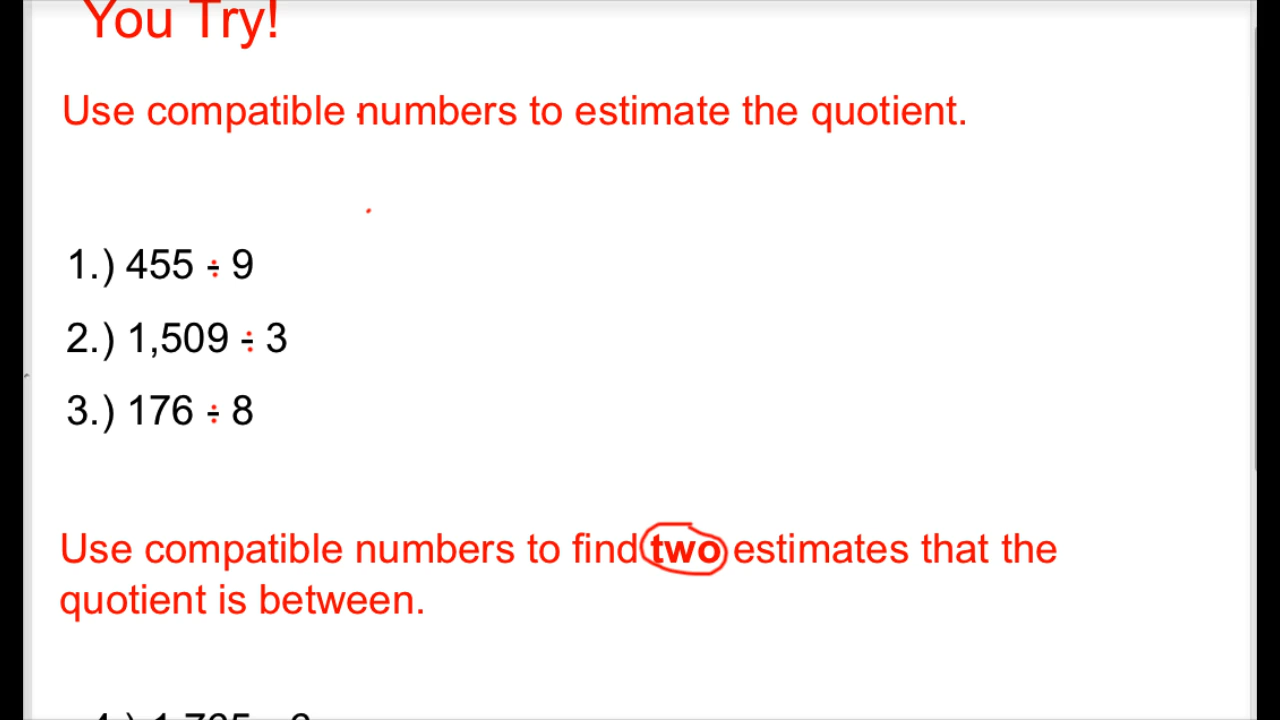 You Try!
Use compatible numbers to estimate the quotient.
1.) 455 ÷ 9
2.) 1,509 ÷ 3
3.) 176 ÷ 8
Use compatible numbers to find two estimates that the
quotient is between.